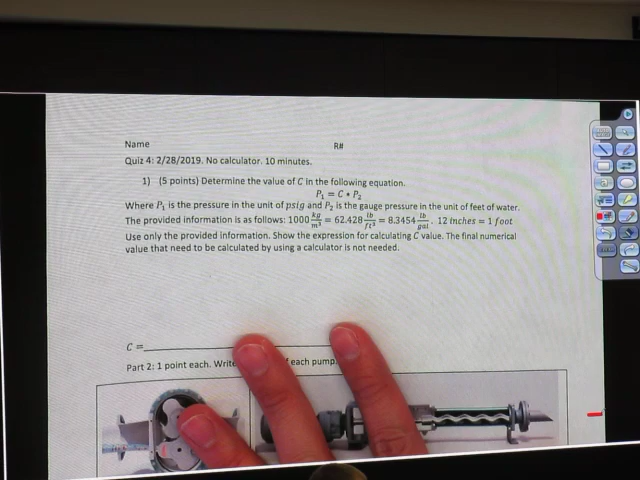 Name R#
Quiz 4: 2/28/2019. No calculator. 10 minutes.
1) (5 points) Determine the value of C in the following equation.
P₁ = C • P₂
Where P₁ is the pressure in the unit of psig and P₂ is the gauge pressure in the unit of feet of water.
The provided information is as follows: 1000 kg/m³ = 62.428 lb/ft³ = 8.3454 lb/gal. 12 inches = 1 foot
Use only the provided information. Show the expression for calculating C value. The final numerical
value that need to be calculated by using a calculator is not needed.
C =
Part 2: 1 point each. Write each pump